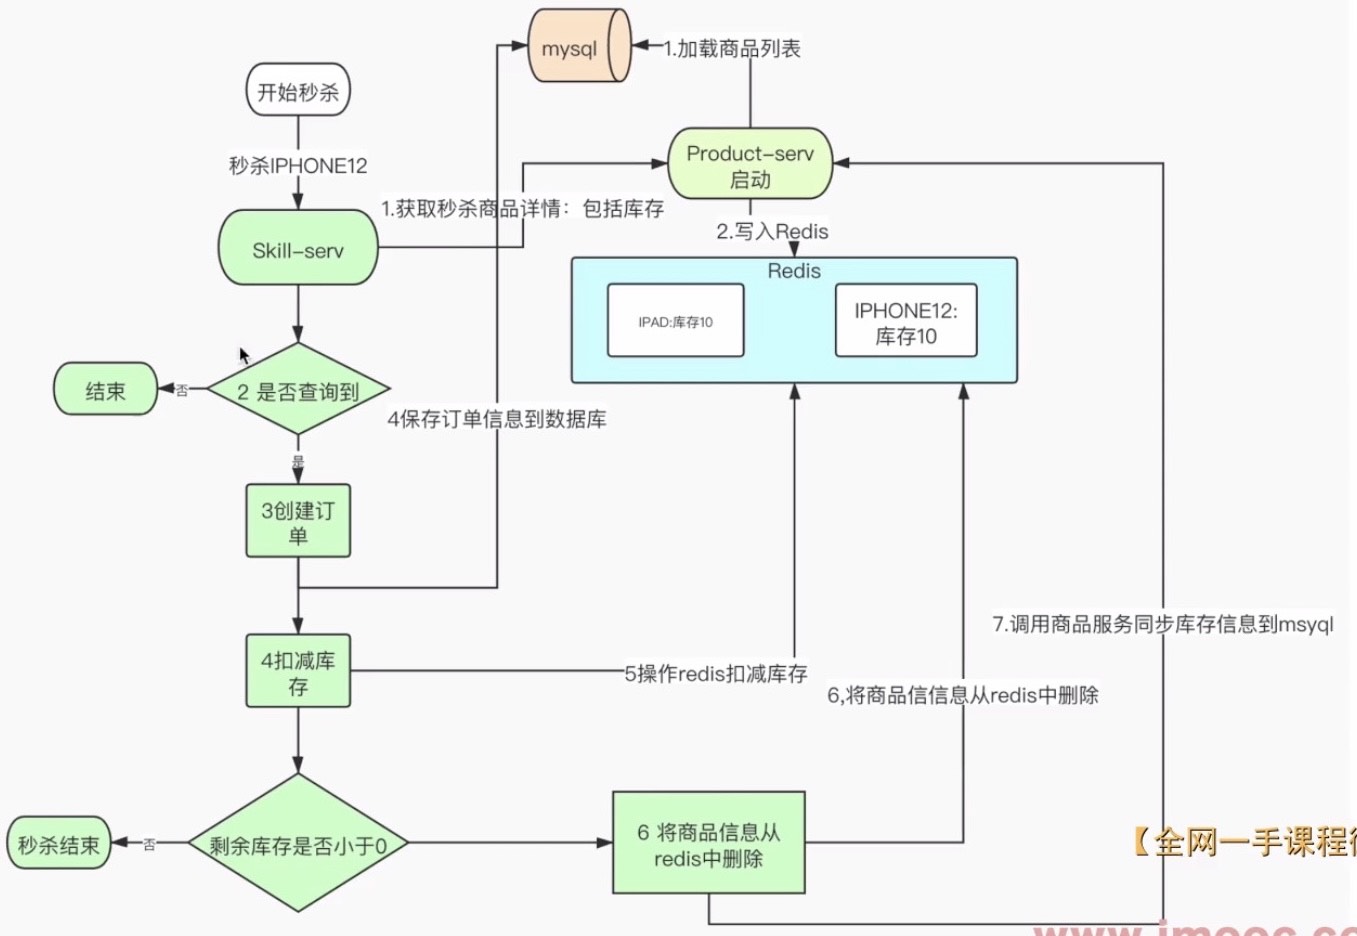 mysql
1.加载商品列表
开始秒杀
秒杀IPHONE12
Product-serv
启动
1.获取秒杀商品详情：包括库存
2.写入Redis
Skill-serv
Redis
IPAD:库存10
IPHONE12:
库存10
结束
否
2 是否查询到
4保存订单信息到数据库
是
3创建订
单
7.调用商品服务同步库存信息到msyql
4扣减库
存
5操作redis扣减库存
6,将商品信信息从redis中删除
秒杀结束
否
剩余库存是否小于0
6 将商品信息从
redis中删除
【全网一手课程
www.imooc.co